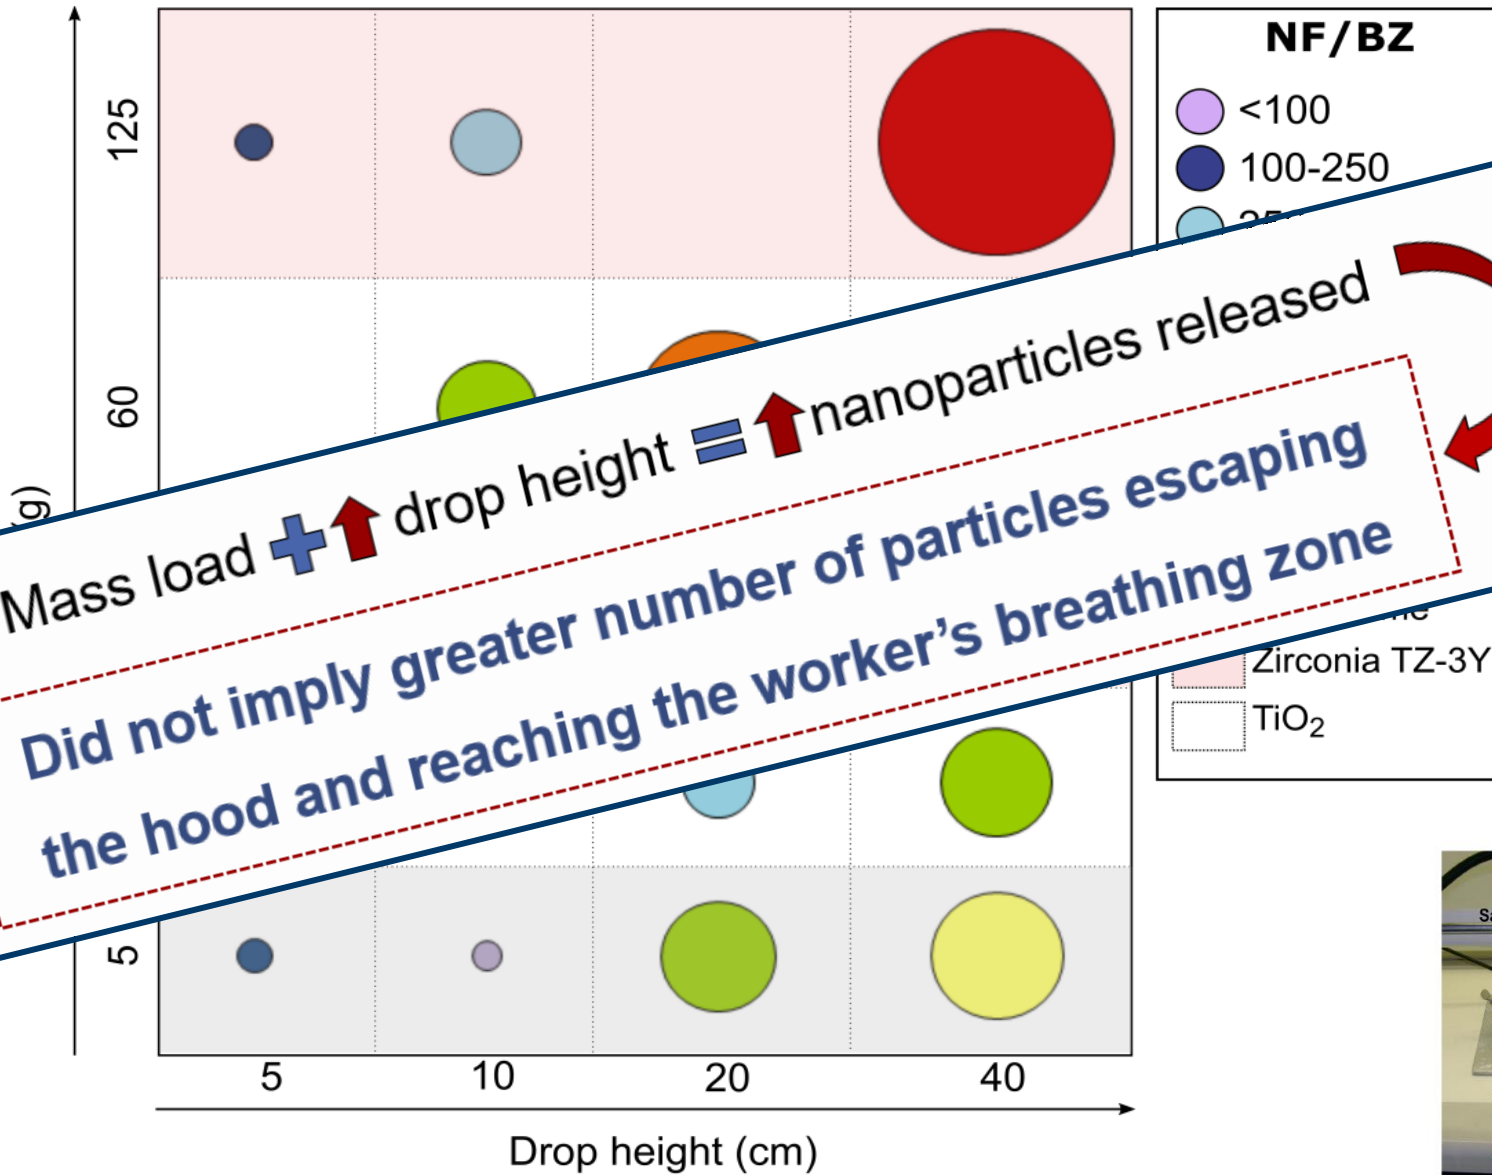 125
60
g)
5
5
10
20
40
Drop height (cm)
NF/BZ
<100
100-250
Mass load + drop height = nanoparticles released
Did not imply greater number of particles escaping
the hood and reaching the worker’s breathing zone
Zirconia TZ-3Y
TiO₂